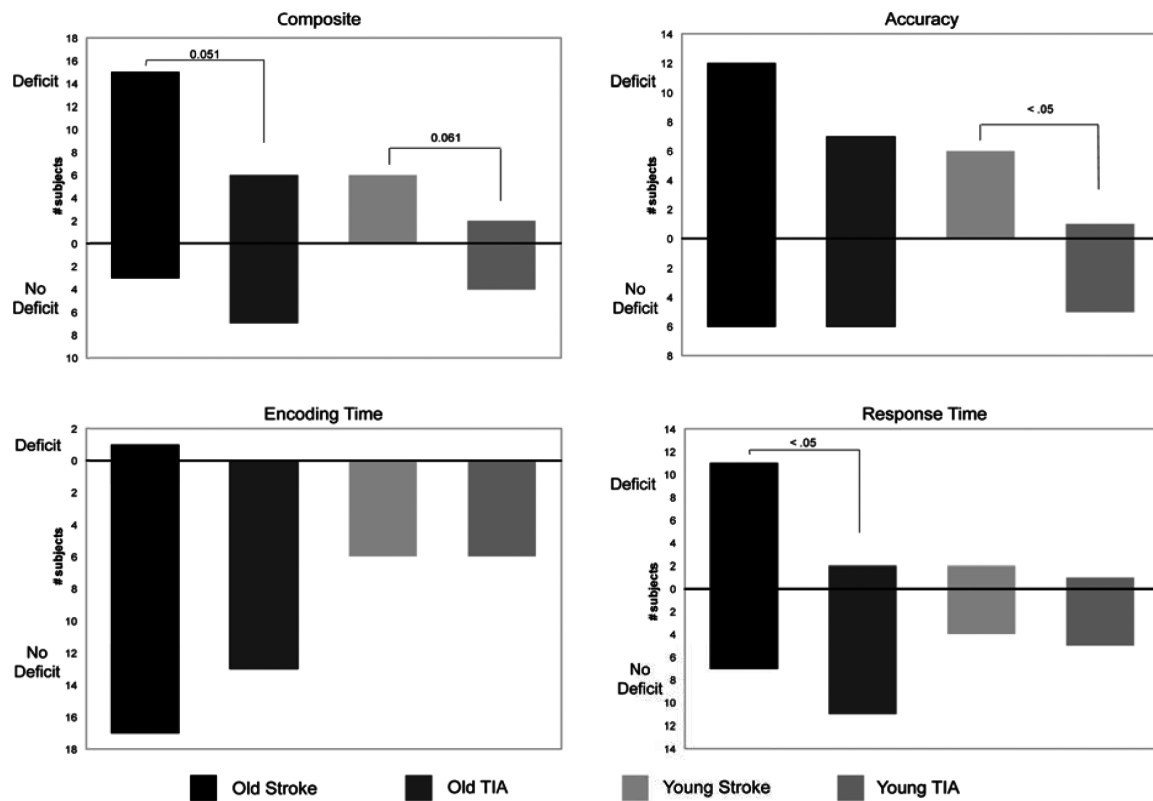 Composite
18
16
14
12
10
8
6
4
2
0
2
4
6
8
10
Deficit
# subjects
No
Deficit
0.051
0.061
Accuracy
14
12
10
8
6
4
2
0
2
4
6
8
Deficit
# subjects
No
Deficit
< .05
Encoding Time
2
0
2
4
6
8
10
12
14
16
18
Deficit
# subjects
No
Deficit
Response Time
14
12
10
8
6
4
2
0
2
4
6
8
10
12
14
Deficit
# subjects
No
Deficit
< .05
Old Stroke
Old TIA
Young Stroke
Young TIA